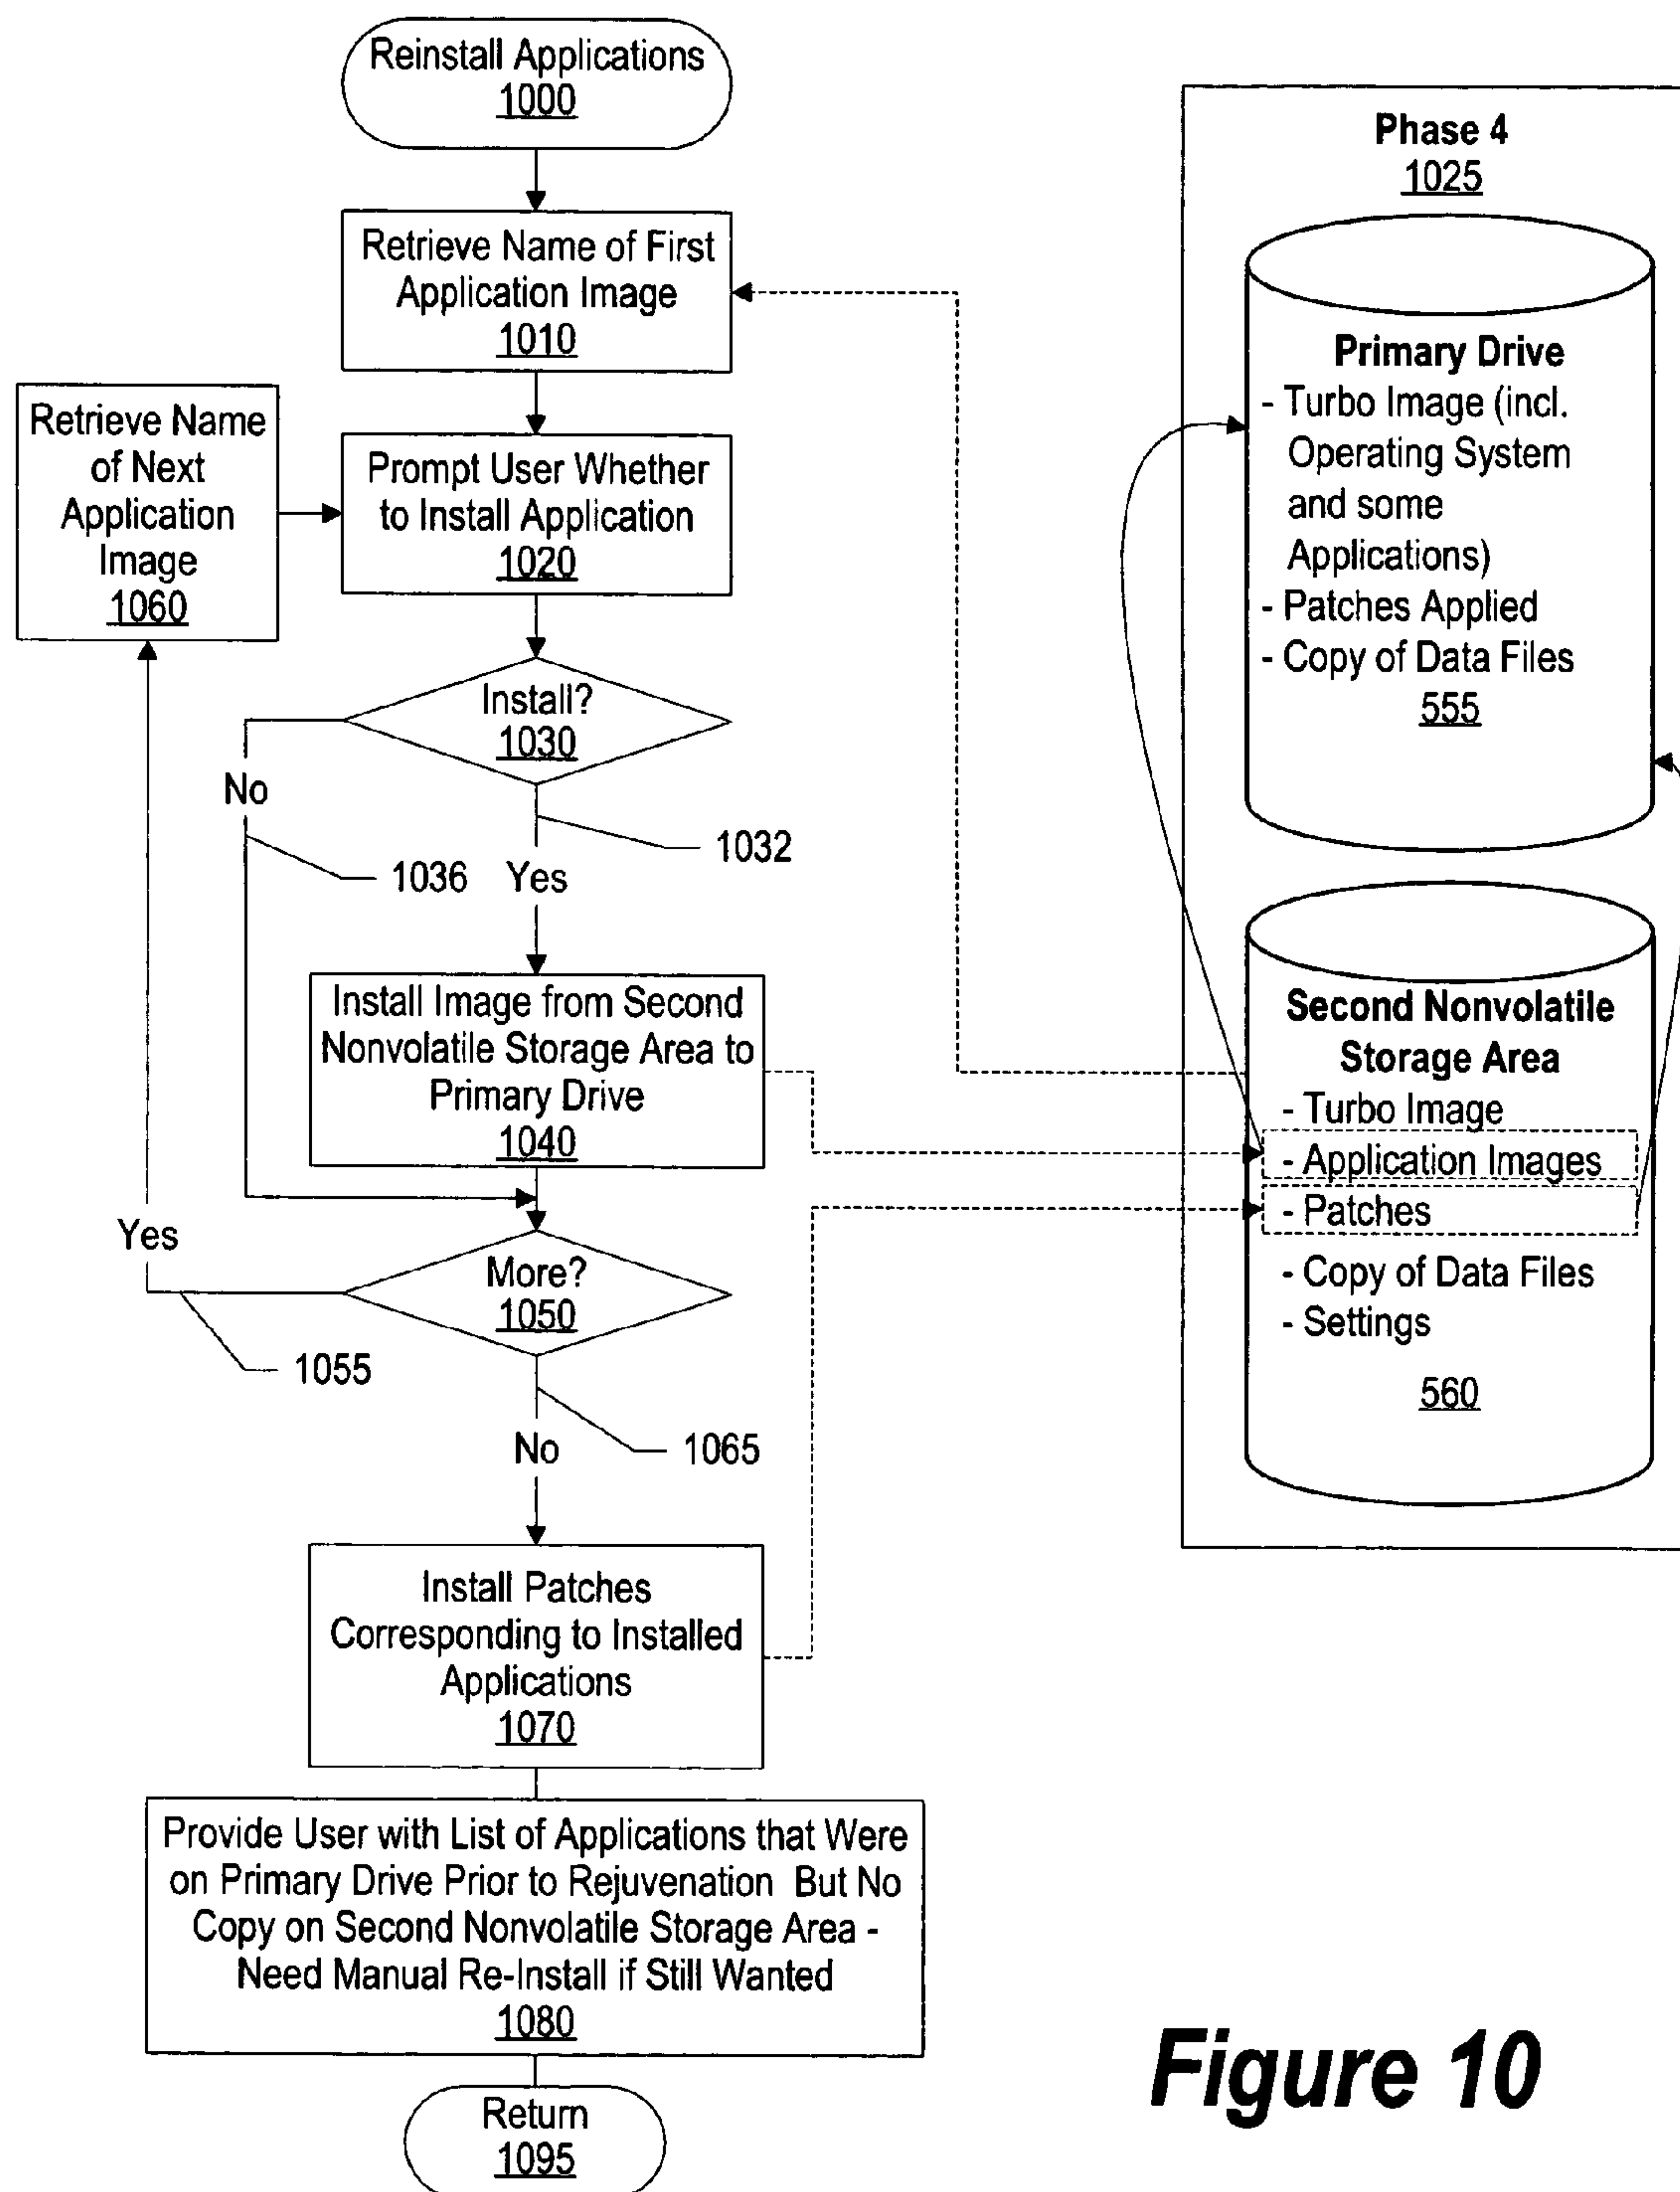 Reinstall Applications
1000
Retrieve Name of First
Application Image
1010
Retrieve Name
of Next
Application
Image
1060
Prompt User Whether
to Install Application
1020
Install?
1030
No
1036
Yes
1032
Install Image from Second
Nonvolatile Storage Area to
Primary Drive
1040
Yes
More?
1050
1055
No
1065
Install Patches
Corresponding to Installed
Applications
1070
Provide User with List of Applications that Were
on Primary Drive Prior to Rejuvenation But No
Copy on Second Nonvolatile Storage Area -
Need Manual Re-Install if Still Wanted
1080
Return
1095
Phase 4
1025
Primary Drive
- Turbo Image (incl.
Operating System
and some
Applications)
- Patches Applied
- Copy of Data Files
555
Second Nonvolatile
Storage Area
- Turbo Image
- Application Images
- Patches
- Copy of Data Files
- Settings
560
Figure 10